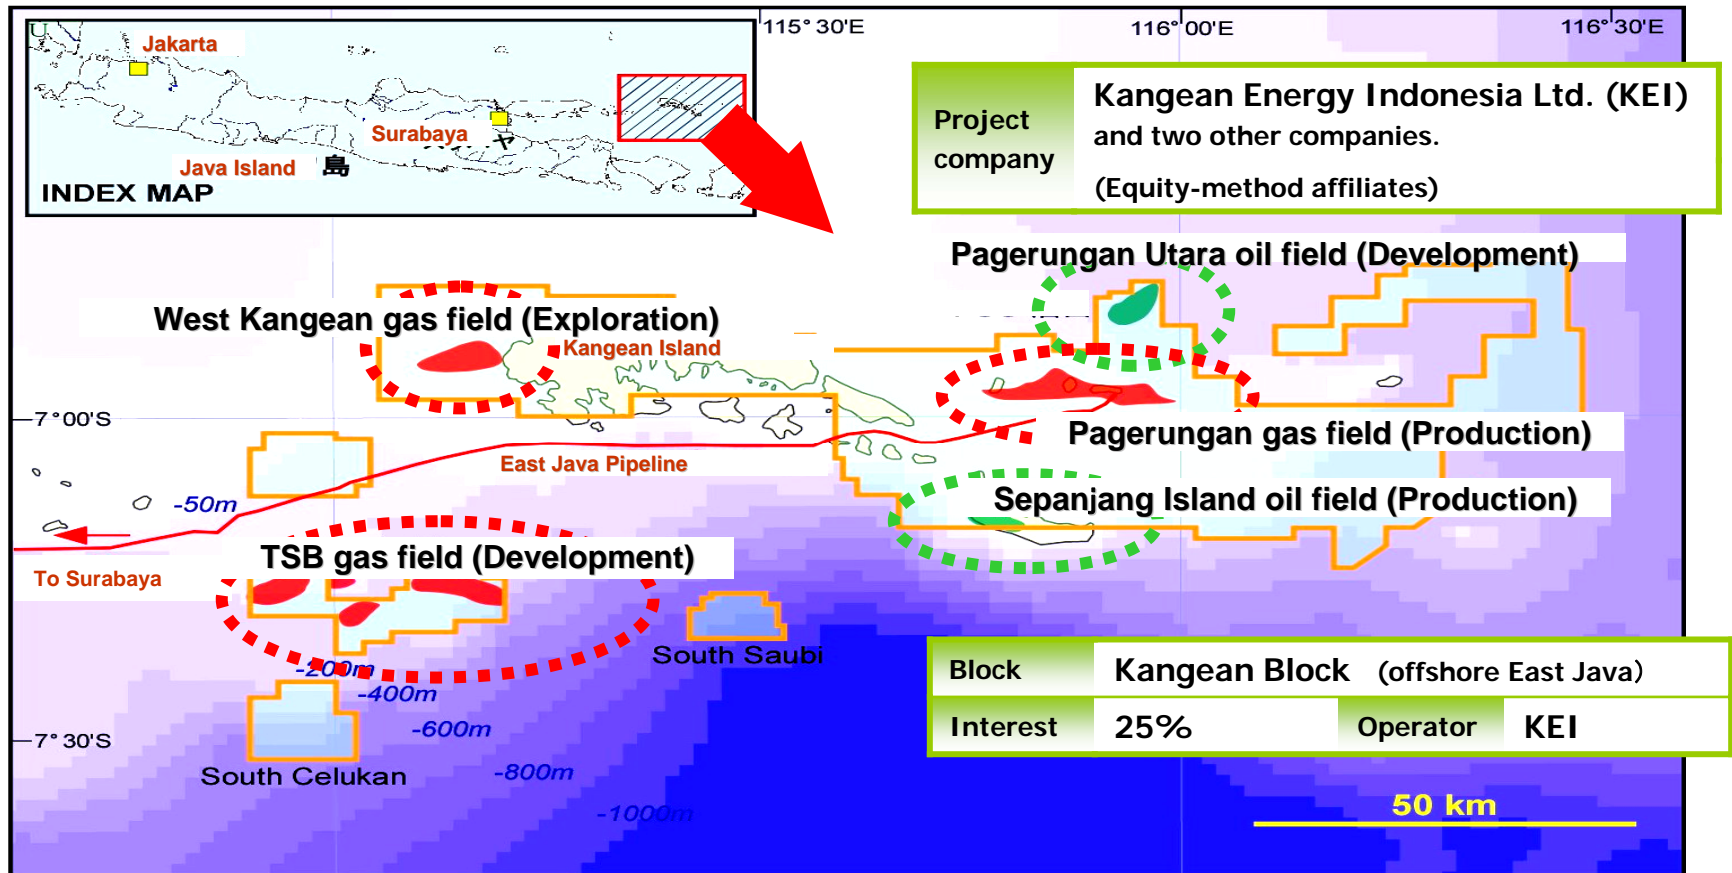 U
Jakarta
Surabaya
ヤ
Java Island
島
INDEX MAP
115°30'E
116°00'E
116°30'E
Project company
Kangean Energy Indonesia Ltd. (KEI)
and two other companies.
(Equity-method affiliates)
Pagerungan Utara oil field (Development)
West Kangean gas field (Exploration)
Kangean Island
7°00'S
Pagerungan gas field (Production)
East Java Pipeline
Sepanjang Island oil field (Production)
-50m
TSB gas field (Development)
To Surabaya
South Saubi
-200m
-400m
-600m
-800m
-1000m
7°30'S
South Celukan
Block
Kangean Block (offshore East Java)
Interest
25%
Operator
KEI
50 km